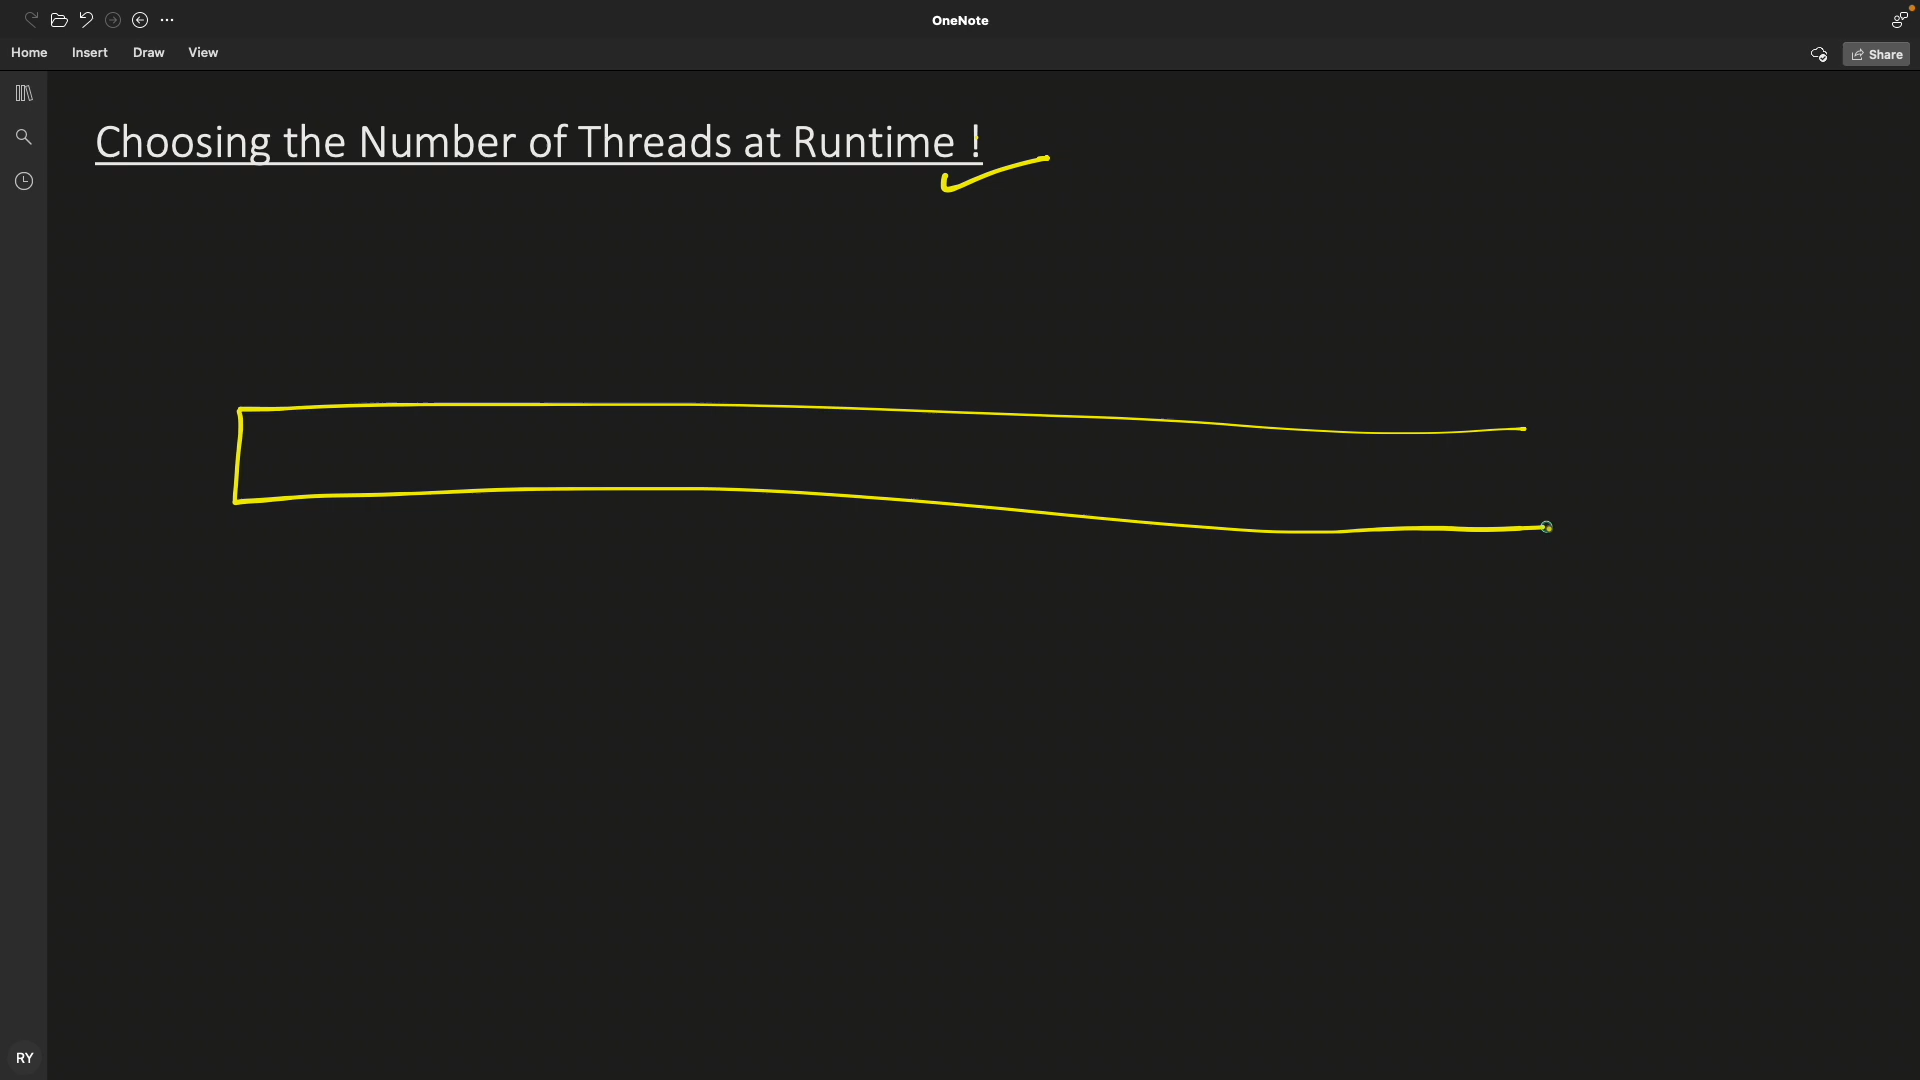 OneNote
Home Insert Draw View
Share
Choosing the Number of Threads at Runtime !
RY